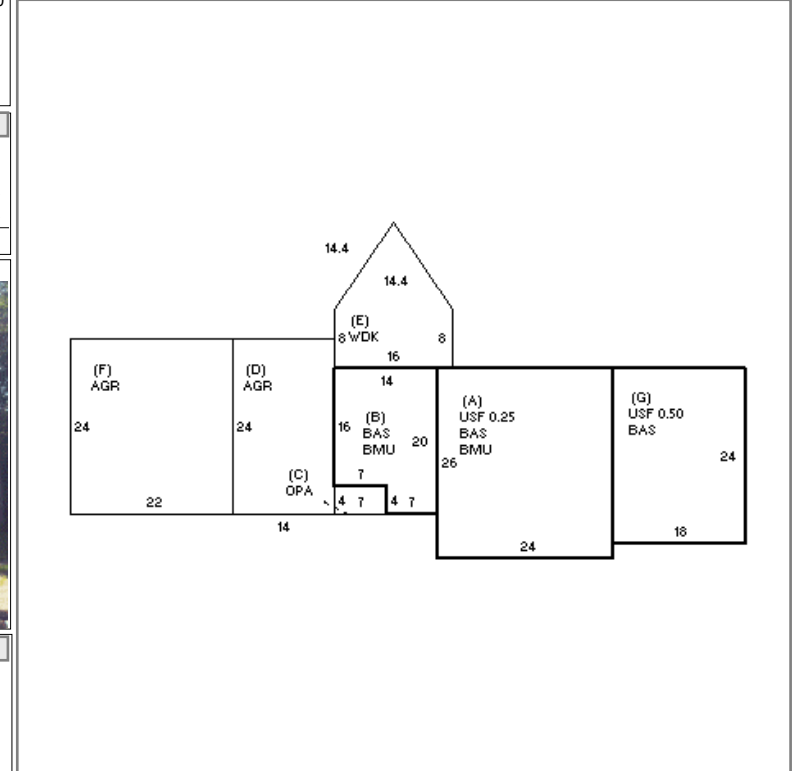 14.4
14.4
(E)
8 WDK 8
16
(F)
AGR
24
22
(D)
AGR
24
14
(C)
OPA
4 7
14
(B)
BAS
BMU
16
20
7
4 7
(A)
USF 0.25
BAS
BMU
26
24
(G)
USF 0.50
BAS
24
18